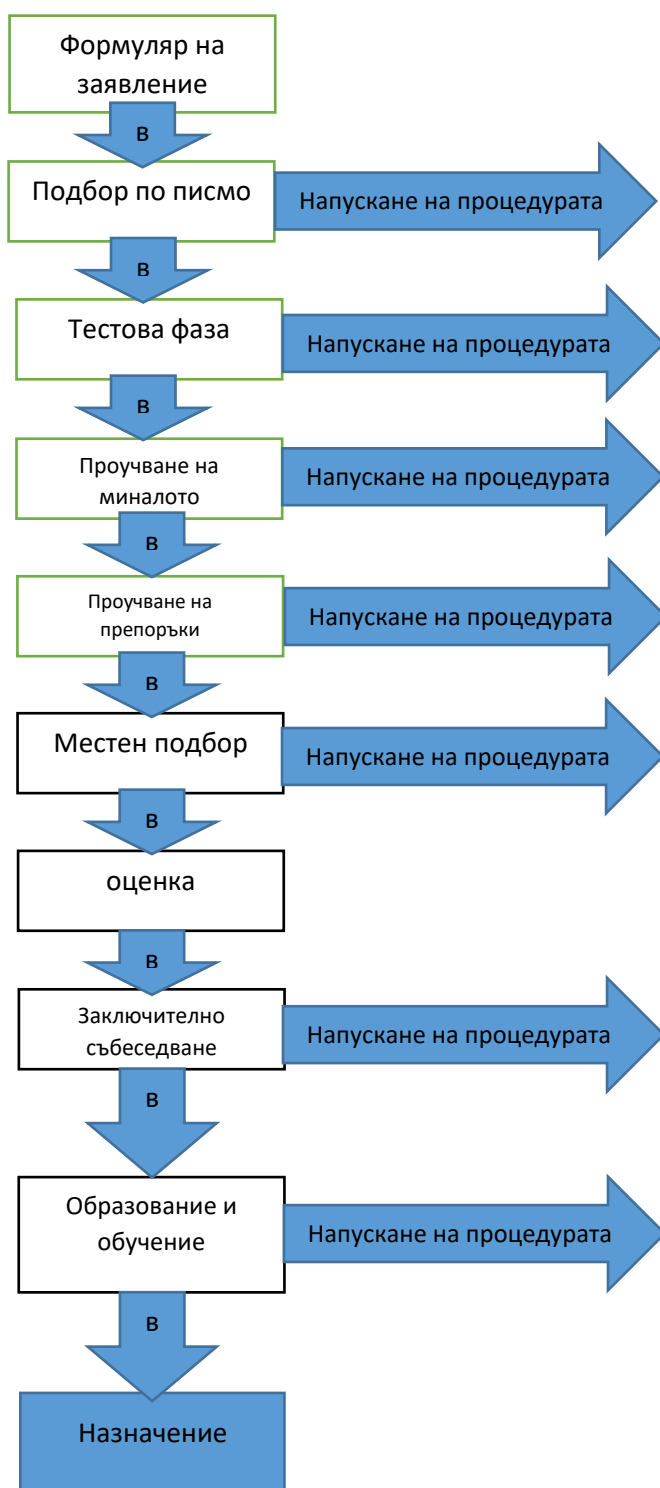 Формуляр на
заявление
в
Подбор по писмо
Напускане на процедурата
в
Тестова фаза
Напускане на процедурата
в
Проучване на
миналото
Напускане на процедурата
в
Проучване на
препоръки
Напускане на процедурата
в
Местен подбор
Напускане на процедурата
в
оценка
в
Заключително
събеседване
Напускане на процедурата
в
Образование и
обучение
Напускане на процедурата
в
Назначение